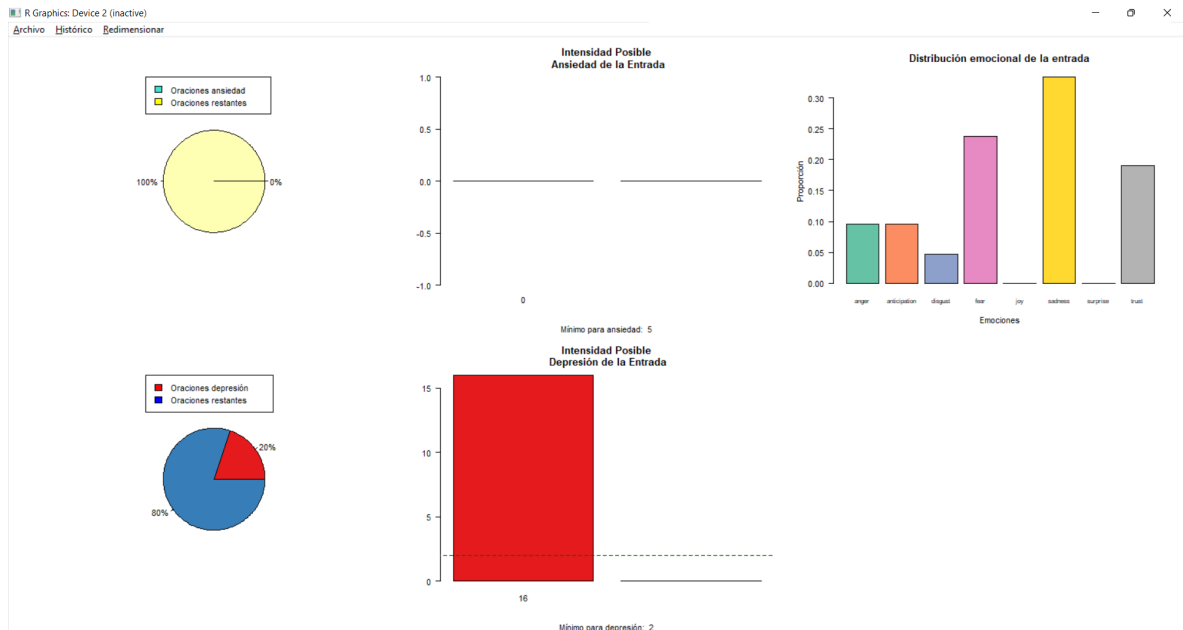 R Graphics: Device 2 (inactive)
Archivo Histórico Redimensionar
Oraciones ansiedad
Oraciones restantes
100%
0%
Intensidad Posible
Ansiedad de la Entrada
1.0
0.5
0.0
-0.5
-1.0
0
Mínimo para ansiedad: 5
Distribución emocional de la entrada
Proporción
0.30
0.25
0.20
0.15
0.10
0.05
0.00
anger anticipation disgust fear joy sadness surprise trust
Emociones
Oraciones depresión
Oraciones restantes
20%
80%
Intensidad Posible
Depresión de la Entrada
15
10
5
0
16
Mínimo para depresión: 2